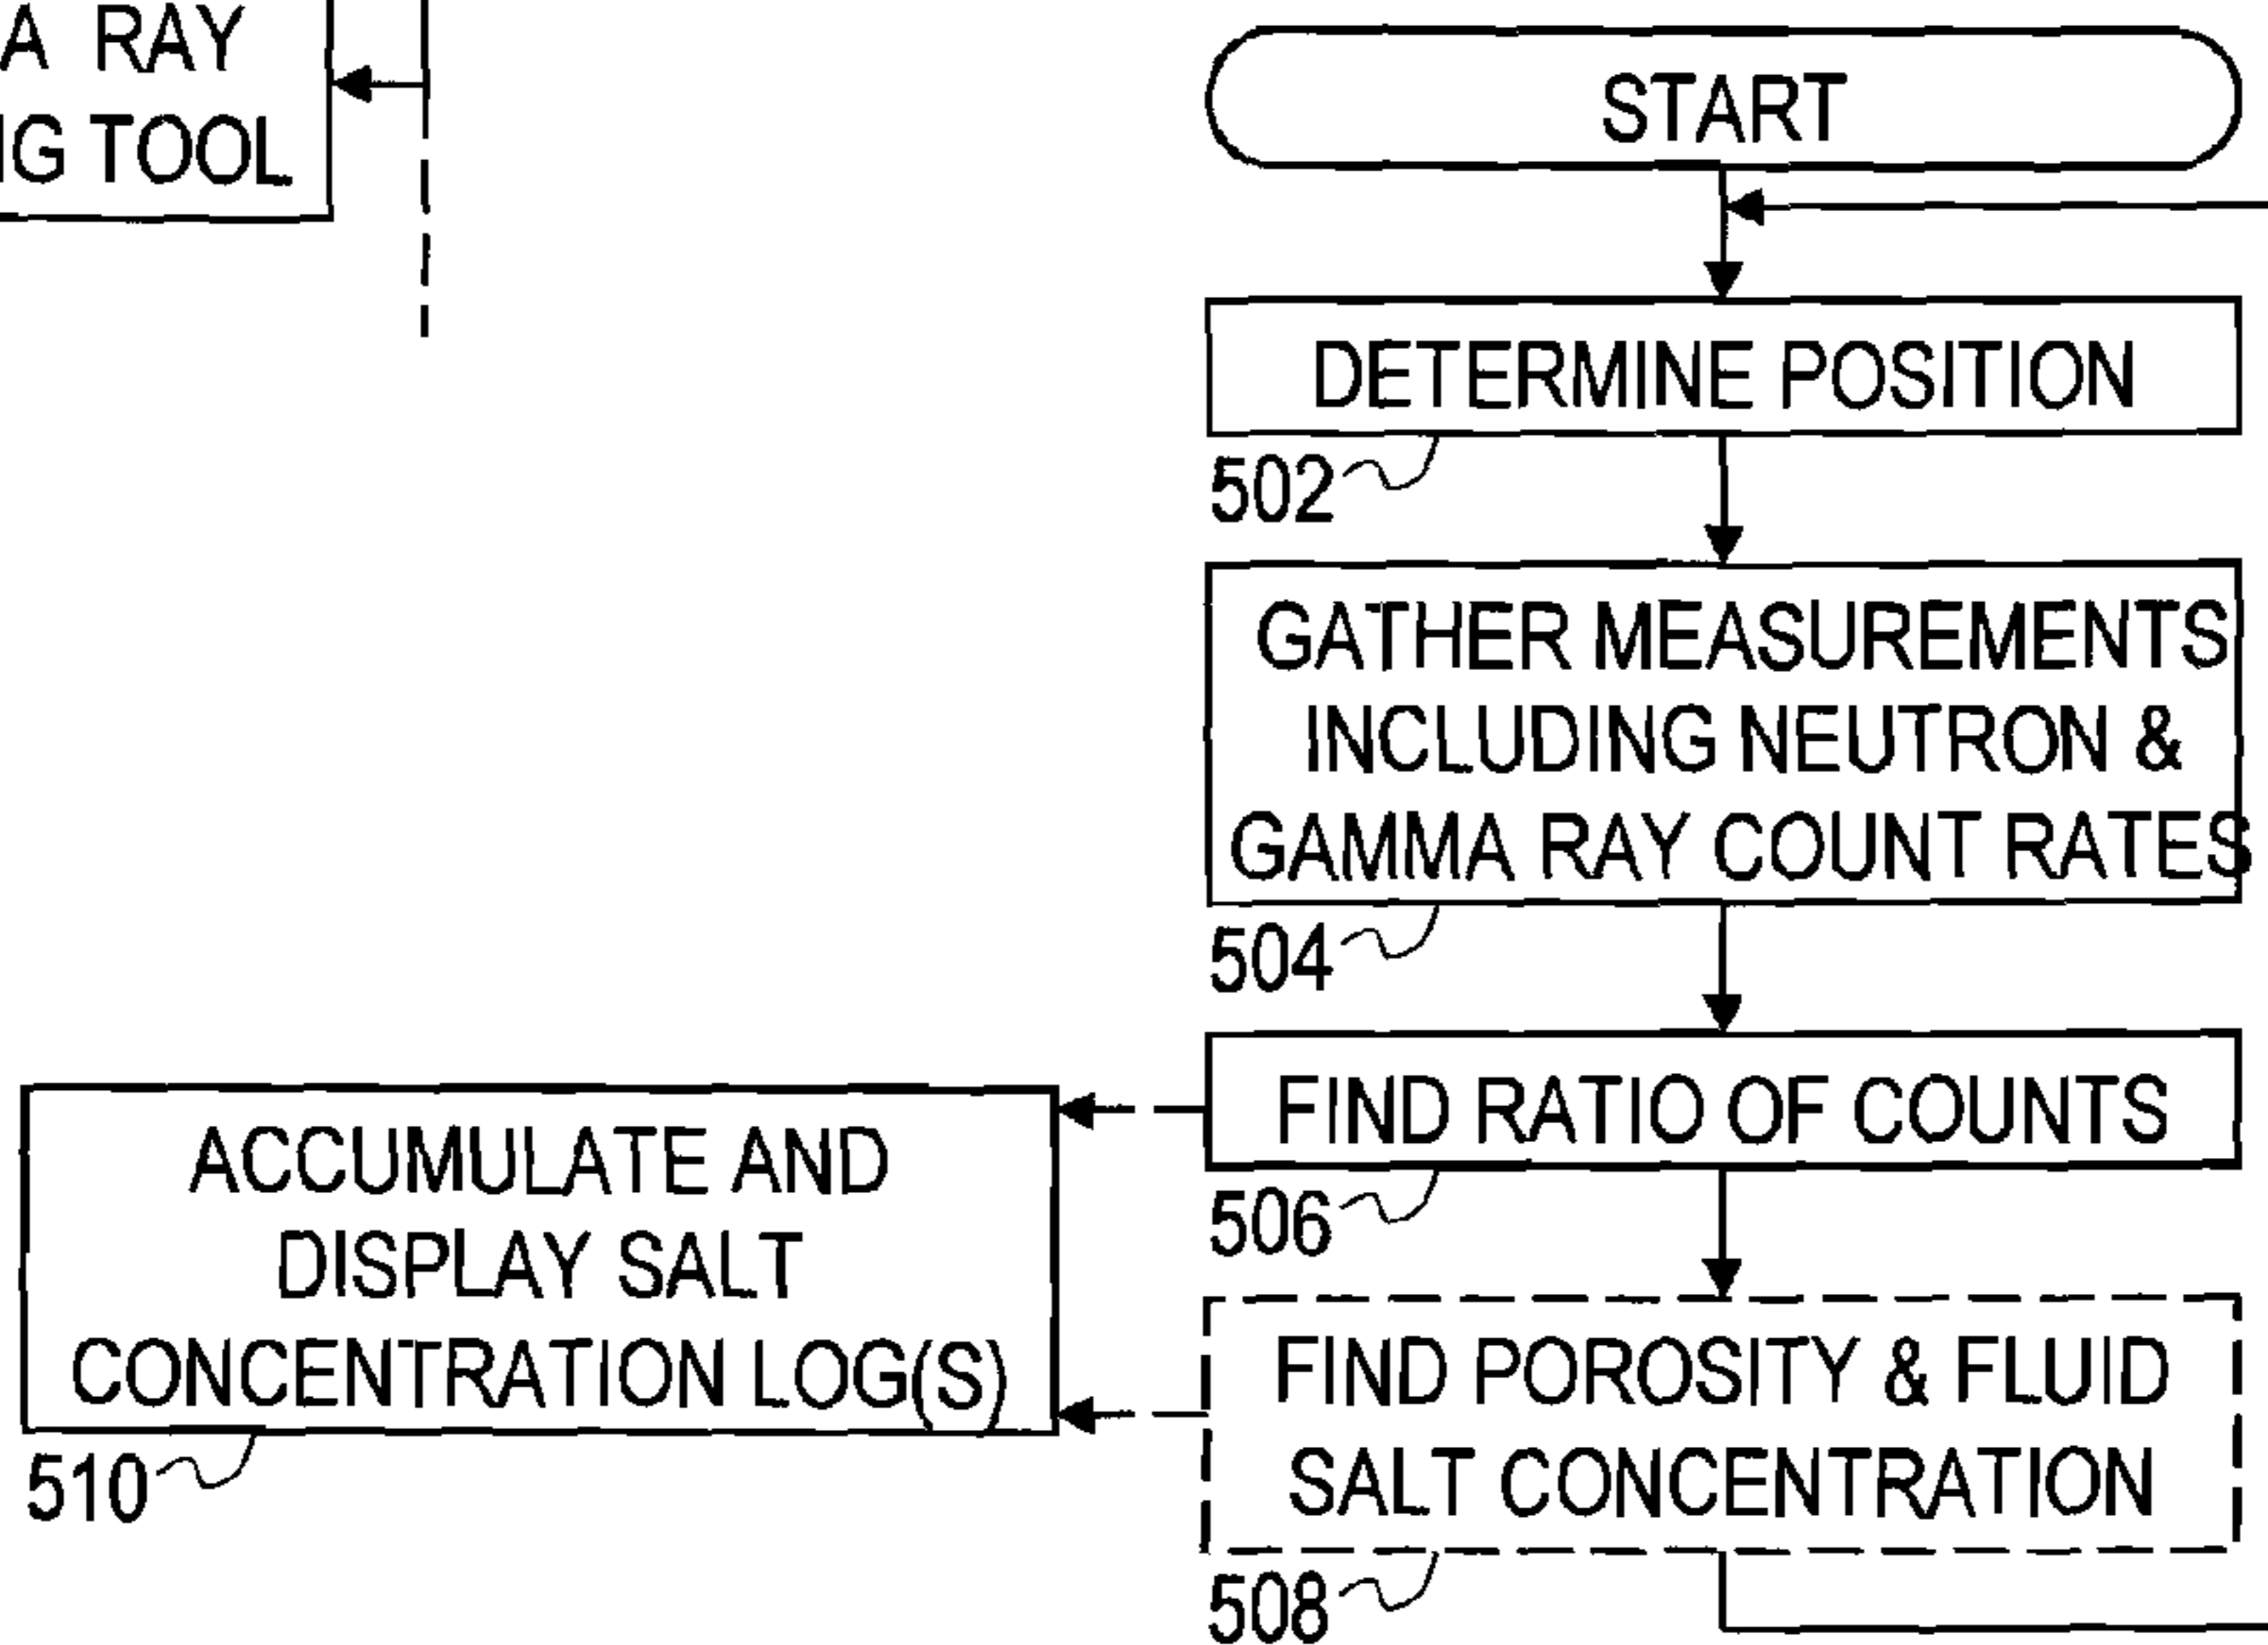 A RAY
G TOOL
START
DETERMINE POSITION
502
GATHER MEASUREMENTS
INCLUDING NEUTRON &
GAMMA RAY COUNT RATES
504
FIND RATIO OF COUNTS
506
ACCUMULATE AND
DISPLAY SALT
CONCENTRATION LOG(S)
510
FIND POROSITY & FLUID
SALT CONCENTRATION
508